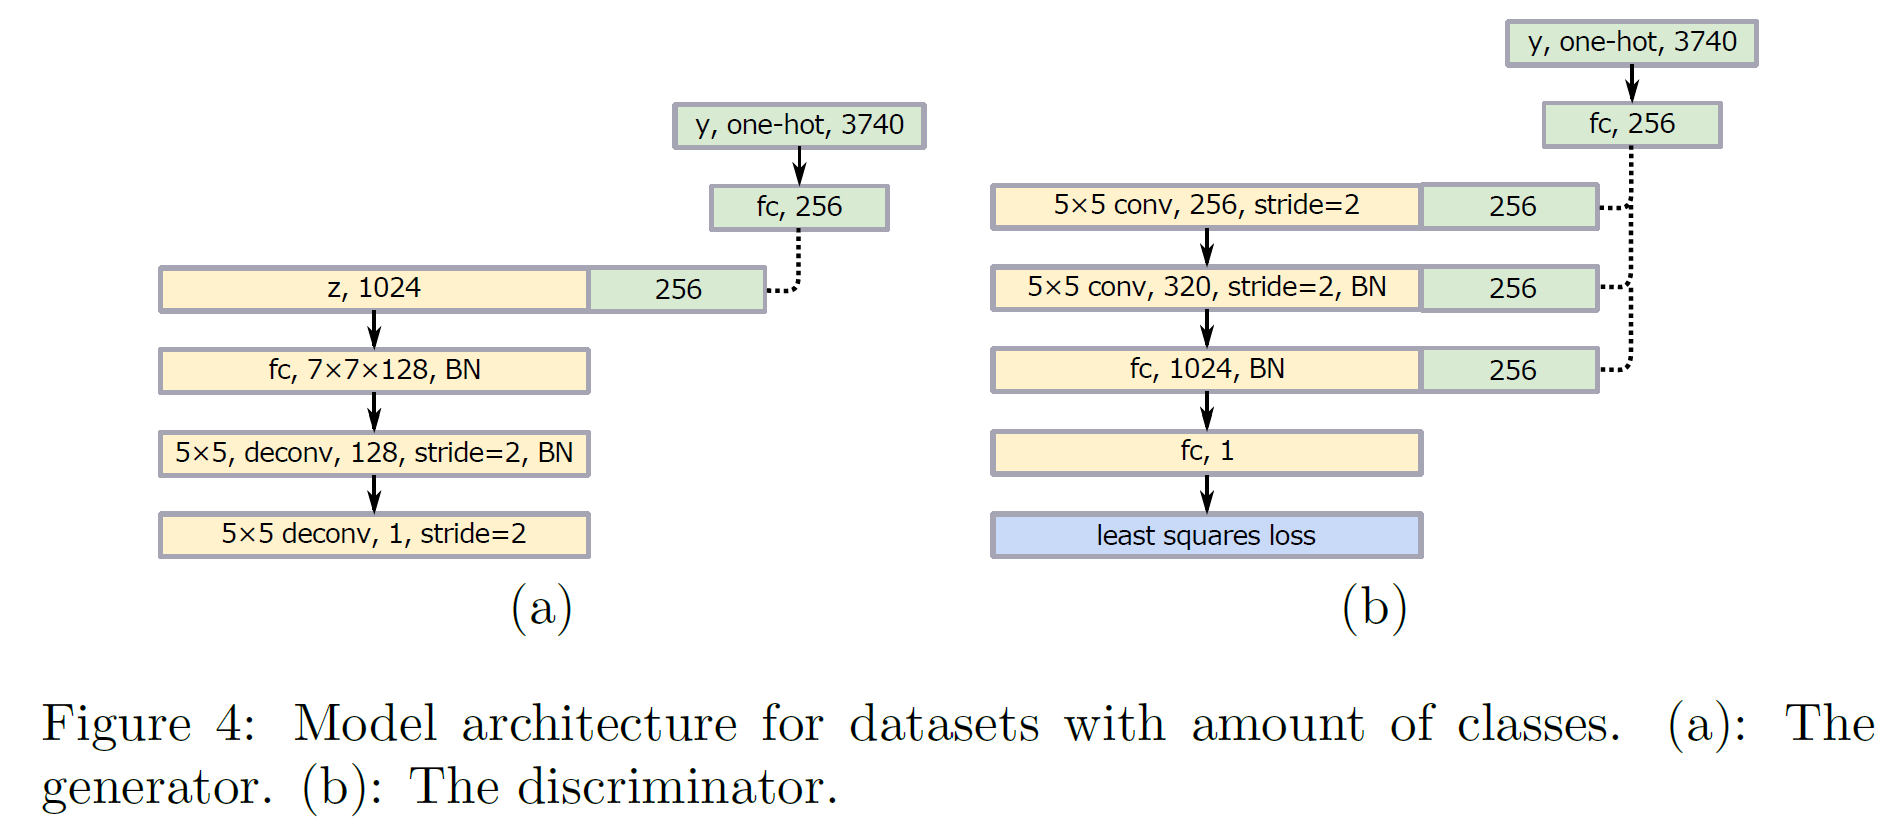 y, one-hot, 3740
fc, 256
z, 1024
256
fc, 7×7×128, BN
5×5, deconv, 128, stride=2, BN
5×5 deconv, 1, stride=2
(a)
y, one-hot, 3740
fc, 256
5×5 conv, 256, stride=2
256
5×5 conv, 320, stride=2, BN
256
fc, 1024, BN
256
fc, 1
least squares loss
(b)
Figure 4: Model architecture for datasets with amount of classes. (a): The
generator. (b): The discriminator.